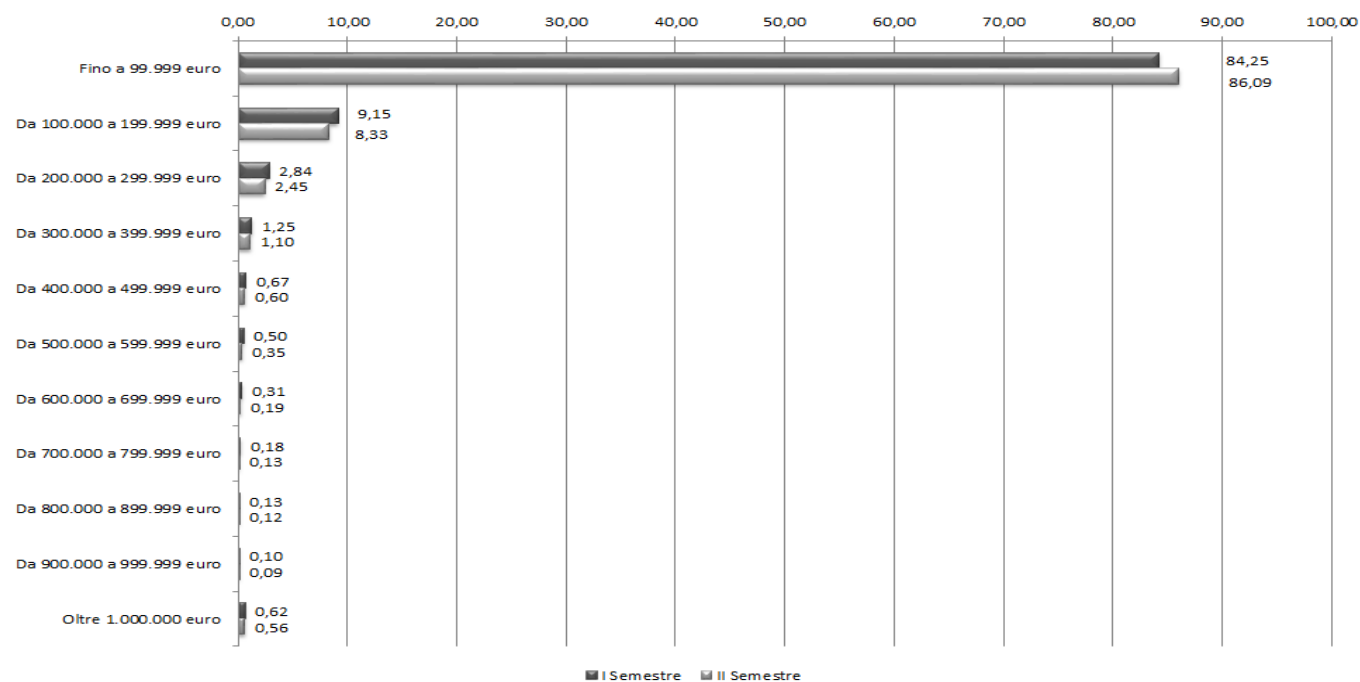 0,00 10,00 20,00 30,00 40,00 50,00 60,00 70,00 80,00 90,00 100,00
Fino a 99.999 euro
84,25
86,09
Da 100.000 a 199.999 euro
9,15
8,33
Da 200.000 a 299.999 euro
2,84
2,45
Da 300.000 a 399.999 euro
1,25
1,10
Da 400.000 a 499.999 euro
0,67
0,60
Da 500.000 a 599.999 euro
0,50
0,35
Da 600.000 a 699.999 euro
0,31
0,19
Da 700.000 a 799.999 euro
0,18
0,13
Da 800.000 a 899.999 euro
0,13
0,12
Da 900.000 a 999.999 euro
0,10
0,09
Oltre 1.000.000 euro
0,62
0,56
I Semestre II Semestre